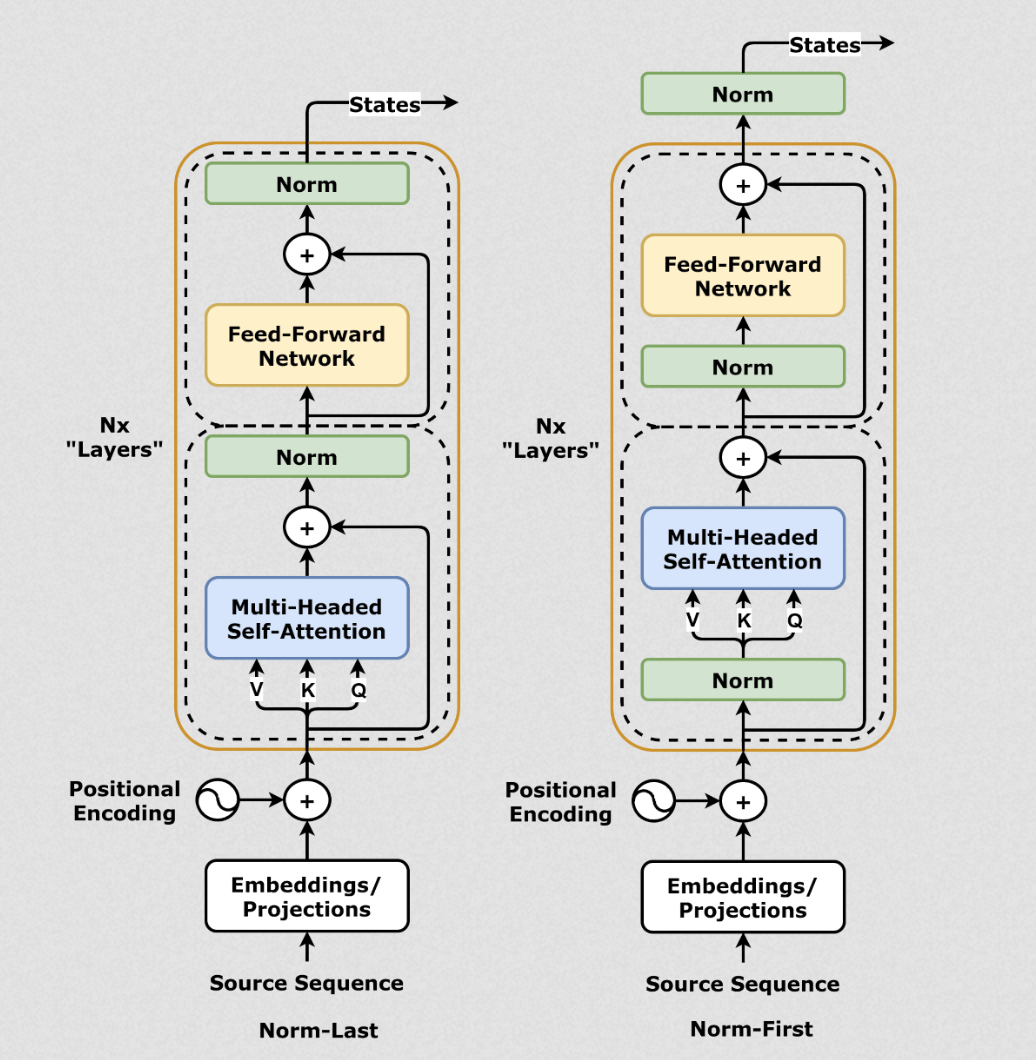 States
Norm
+
Feed-Forward
Network
Nx
"Layers"
Norm
+
Multi-Headed
Self-Attention
V
K
Q
Positional
Encoding
+
Embeddings/
Projections
Source Sequence
Norm-Last
States
Norm
+
Feed-Forward
Network
Norm
Nx
"Layers"
+
Multi-Headed
Self-Attention
V
K
Q
Norm
Positional
Encoding
+
Embeddings/
Projections
Source Sequence
Norm-First